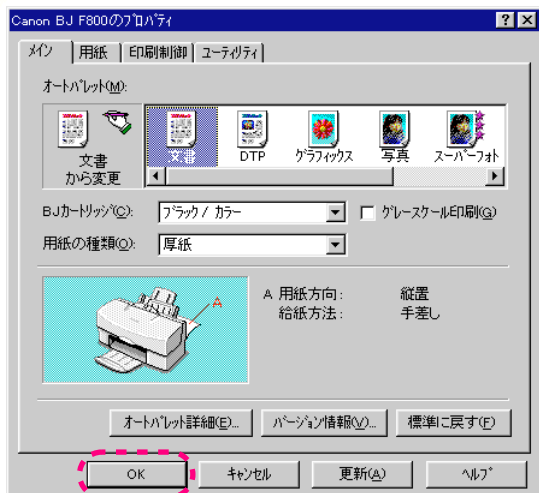 Canon BJ F800のﾌﾟﾛﾊﾟﾃｨ
ﾒｲﾝ 用紙 印刷制御 ﾕｰﾃｨﾘﾃｨ
ｵｰﾄﾊﾟﾚｯﾄ(M):
文書
から変更
文書 DTP ｸﾞﾗﾌｨｯｸｽ 写真 ｽｰﾊﾟｰﾌｫﾄ
BJｶｰﾄﾘｯｼﾞ(C): ﾌﾞﾗｯｸ / ｶﾗｰ ｸﾞﾚｰｽｹｰﾙ印刷(G)
用紙の種類(O): 厚紙
A
A 用紙方向: 縦置
給紙方法: 手差し
ｵｰﾄﾊﾟﾚｯﾄ詳細(E)... ﾊﾞｰｼﾞｮﾝ情報(V)... 標準に戻す(F)
OK ｷｬﾝｾﾙ 更新(A) ﾍﾙﾌﾟ